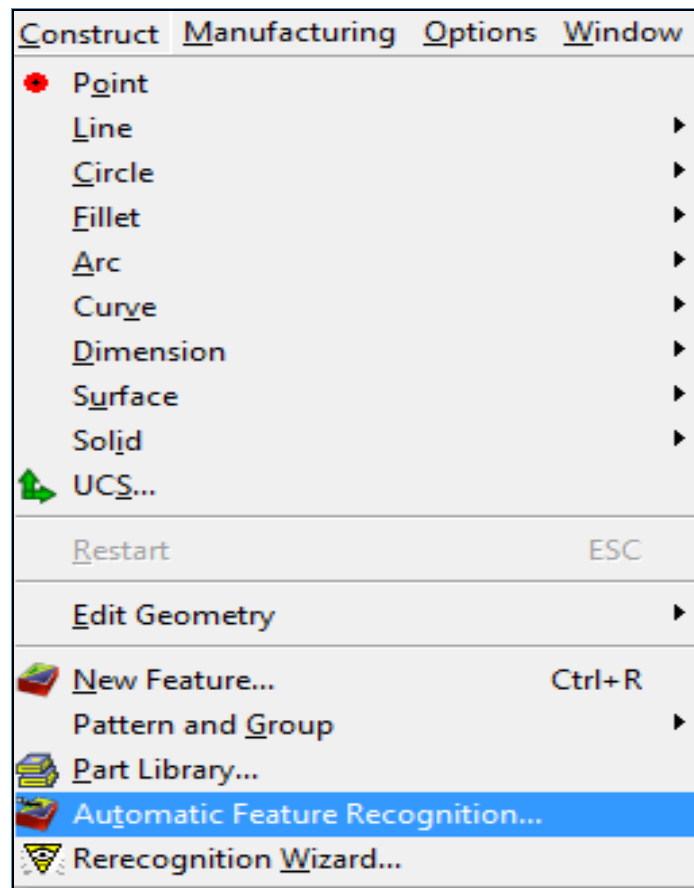 Construct Manufacturing Options Window
Point
Line
Circle
Fillet
Arc
Curve
Dimension
Surface
Solid
UCS...
Restart ESC
Edit Geometry
New Feature... Ctrl+R
Pattern and Group
Part Library...
Automatic Feature Recognition...
Rerecognition Wizard...